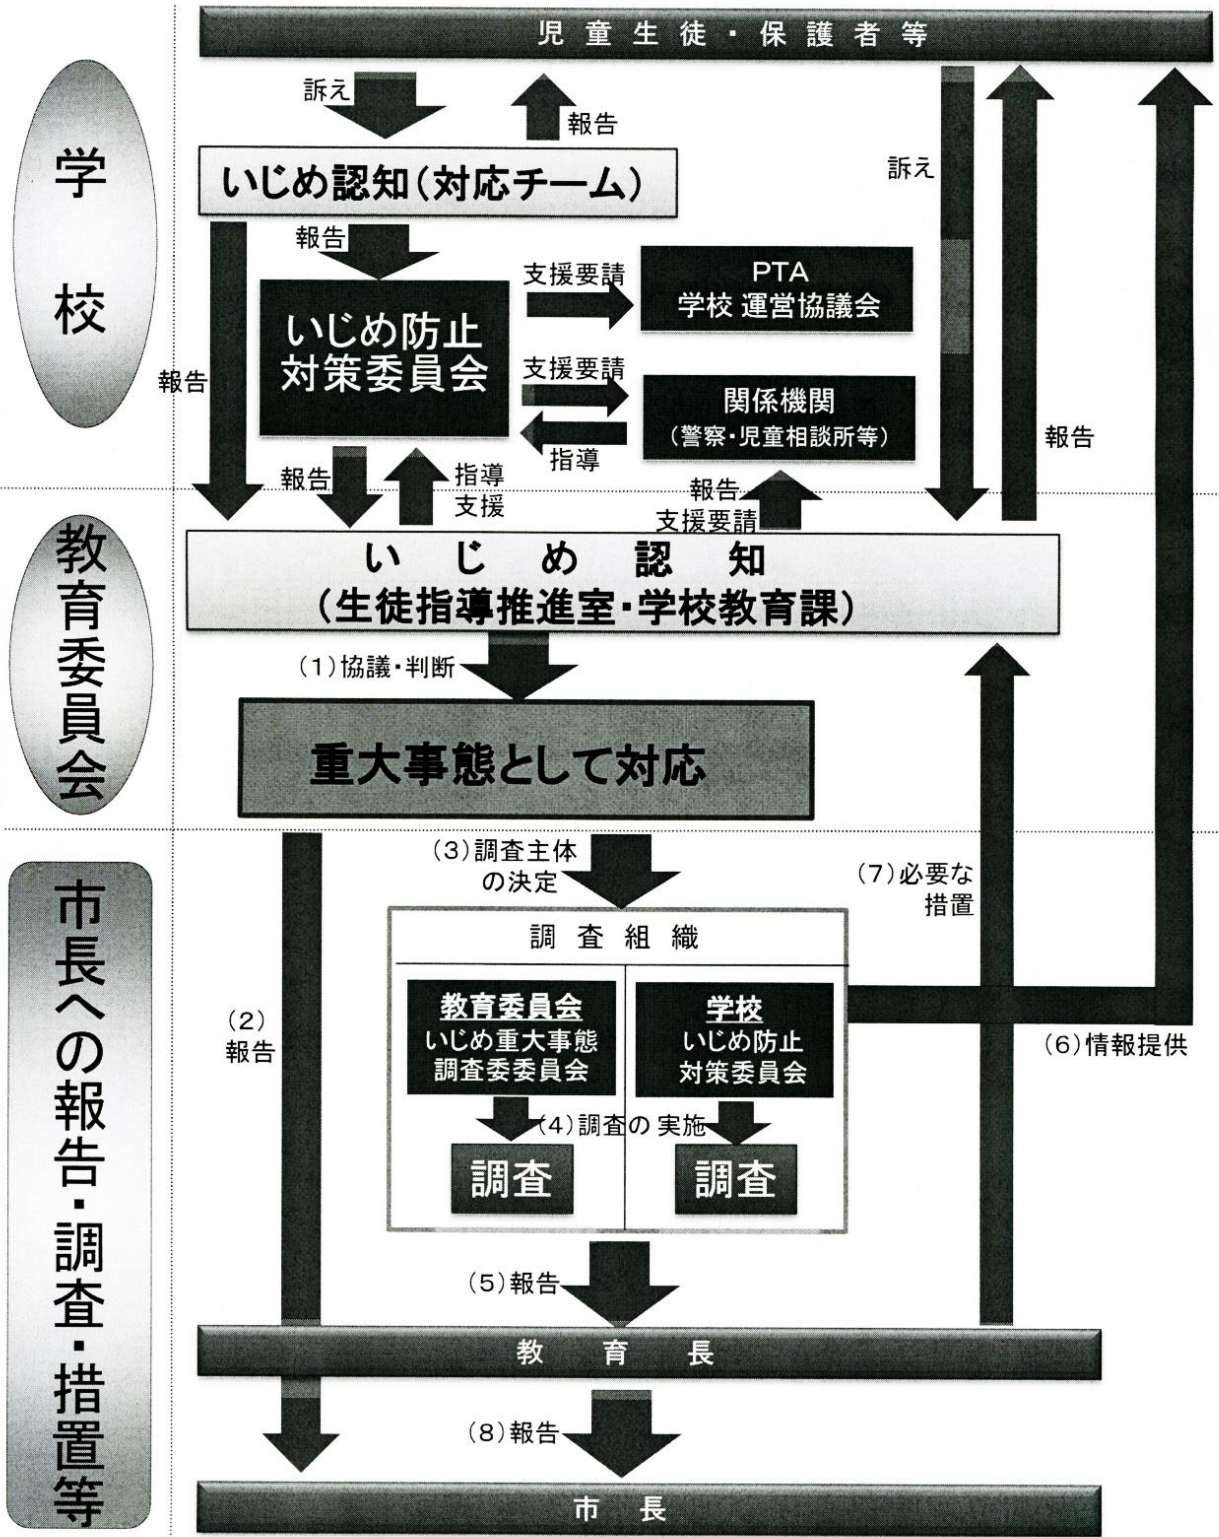 児童生徒・保護者等
学校
訴え
報告
訴え
いじめ認知(対応チーム)
報告
報告
いじめ防止
対策委員会
支援要請
PTA
学校 運営協議会
支援要請
指導
関係機関
(警察・児童相談所等)
報告
報告
指導
支援
報告
支援要請
教育委員会
いじめ認知
(生徒指導推進室・学校教育課)
(1)協議・判断
重大事態として対応
市長への報告・調査・措置等
(2)
報告
(3)調査主体
の決定
(7)必要な
措置
調査組織
教育委員会
いじめ重大事態
調査委委員会
学校
いじめ防止
対策委員会
(4)調査の 実施
調査
調査
(6)情報提供
(5)報告
教育長
(8)報告
市長